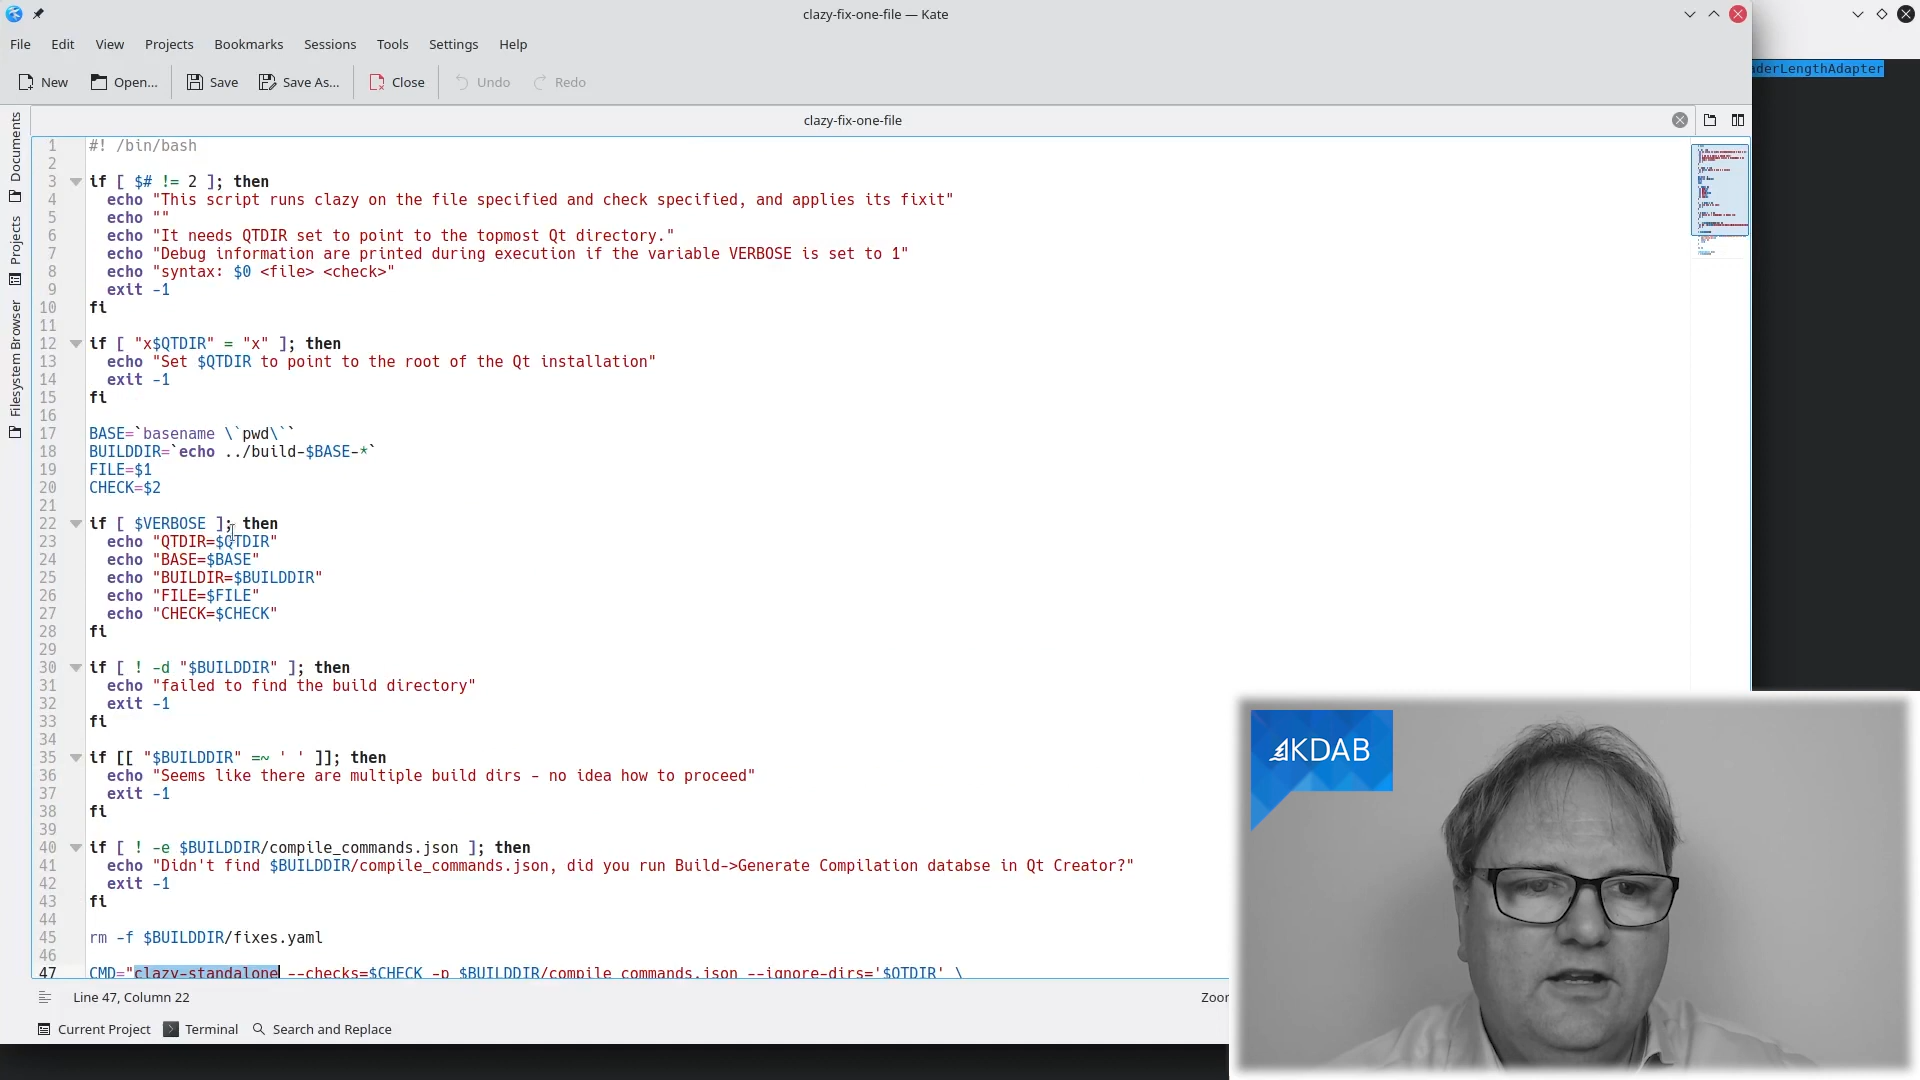 clazy-fix-one-file — Kate
File Edit View Projects Bookmarks Sessions Tools Settings Help
New Open... Save Save As... Close Undo Redo
aderLengthAdapter
clazy-fix-one-file
Documents
Projects
Filesystem Browser
1 #! /bin/bash
2
3 if [ $# != 2 ]; then
4 echo "This script runs clazy on the file specified and check specified, and applies its fixit"
5 echo ""
6 echo "It needs QTDIR set to point to the topmost Qt directory."
7 echo "Debug information are printed during execution if the variable VERBOSE is set to 1"
8 echo "syntax: $0 <file> <check>"
9 exit -1
10 fi
11
12 if [ "x$QTDIR" = "x" ]; then
13 echo "Set $QTDIR to point to the root of the Qt installation"
14 exit -1
15 fi
16
17 BASE=`basename \`pwd\``
18 BUILDDIR=`echo ../build-$BASE-*`
19 FILE=$1
20 CHECK=$2
21
22 if [ $VERBOSE ]; then
23 echo "QTDIR=$QTDIR"
24 echo "BASE=$BASE"
25 echo "BUILDIR=$BUILDDIR"
26 echo "FILE=$FILE"
27 echo "CHECK=$CHECK"
28 fi
29
30 if [ ! -d "$BUILDDIR" ]; then
31 echo "failed to find the build directory"
32 exit -1
33 fi
34
35 if [[ "$BUILDDIR" =~ ' ' ]]; then
36 echo "Seems like there are multiple build dirs - no idea how to proceed"
37 exit -1
38 fi
39
40 if [ ! -e $BUILDDIR/compile_commands.json ]; then
41 echo "Didn't find $BUILDDIR/compile_commands.json, did you run Build->Generate Compilation databse in Qt Creator?"
42 exit -1
43 fi
44
45 rm -f $BUILDDIR/fixes.yaml
46
47 CMD="clazy-standalone --checks=$CHECK -p $BUILDDIR/compile_commands.json --ignore-dirs='$QTDIR' \
Line 47, Column 22
Zoo
Current Project Terminal Search and Replace
KDAB